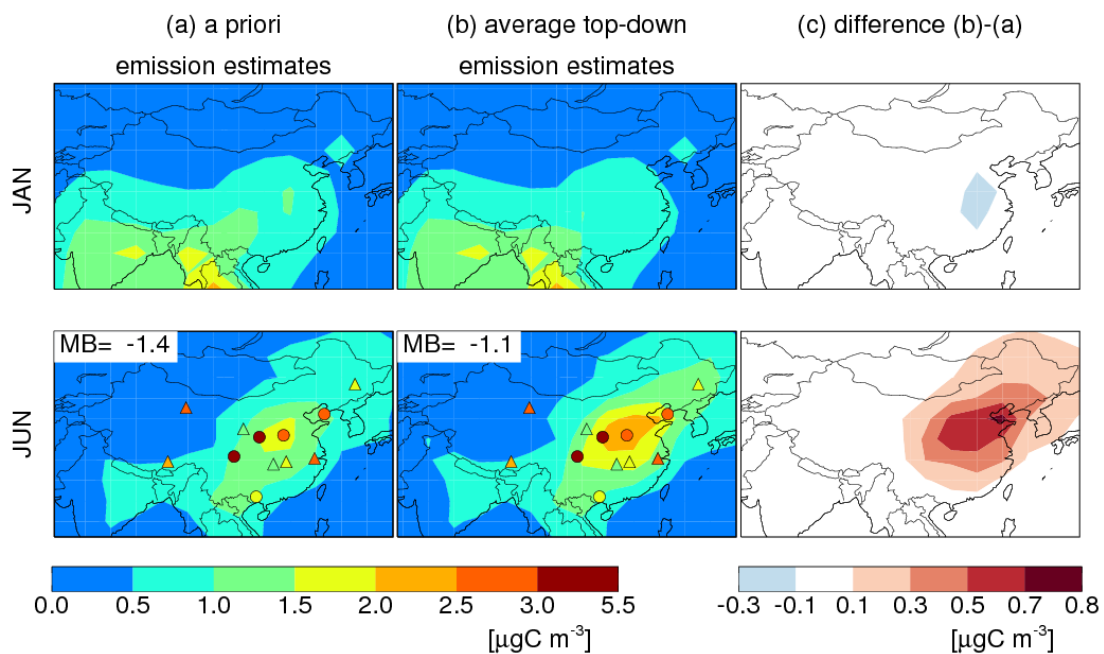 (a) a priori
(b) average top-down
(c) difference (b)-(a)
emission estimates
emission estimates
JAN
JUN
MB= -1.4
MB= -1.1
0.0 0.5 1.0 1.5 2.0 2.5 3.0 5.5
-0.3 -0.1 0.1 0.3 0.5 0.7 0.8
[µgC m⁻³]
[µgC m⁻³]